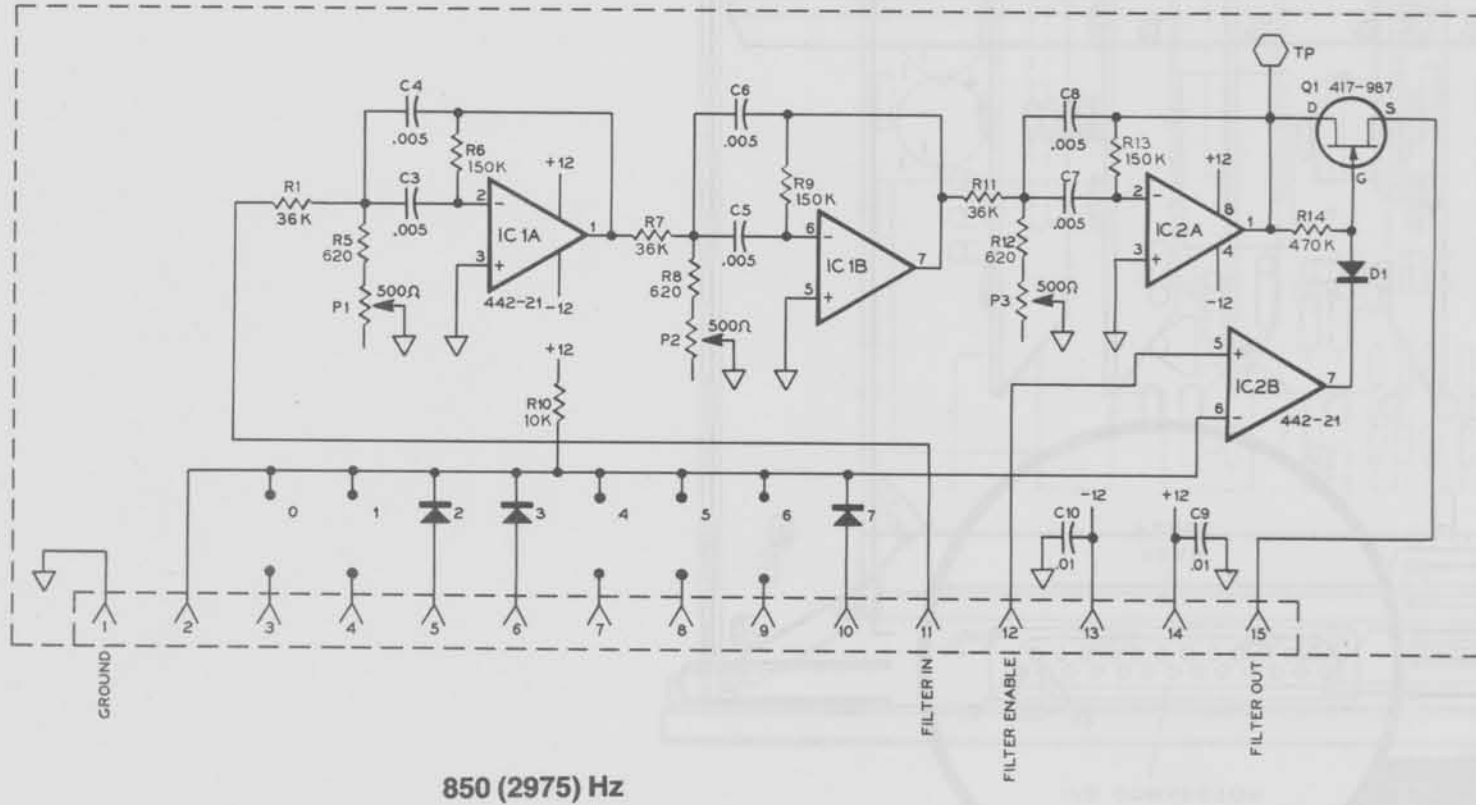 TP
Q1 417-987
D
S
G
C4
.005
C6
.005
C8
.005
R6
150K
+12
R9
150K
R13
150K
+12
R1
36K
C3
.005
2
−
IC 1A
1
3
+
442-21
-12
R5
620
P1
500Ω
R7
36K
C5
.005
6
−
IC 1B
7
5
+
R8
620
P2
500Ω
R11
36K
C7
.005
2
−
IC2A
8
1
4
3
+
-12
R12
620
P3
500Ω
R14
470K
D1
+12
R10
10K
5
+
IC2B
7
6
−
442-21
0
1
2
3
4
5
6
7
-12
+12
C10
.01
C9
.01
1
2
3
4
5
6
7
8
9
10
11
12
13
14
15
GROUND
FILTER IN
FILTER ENABLE
FILTER OUT
850 (2975) Hz